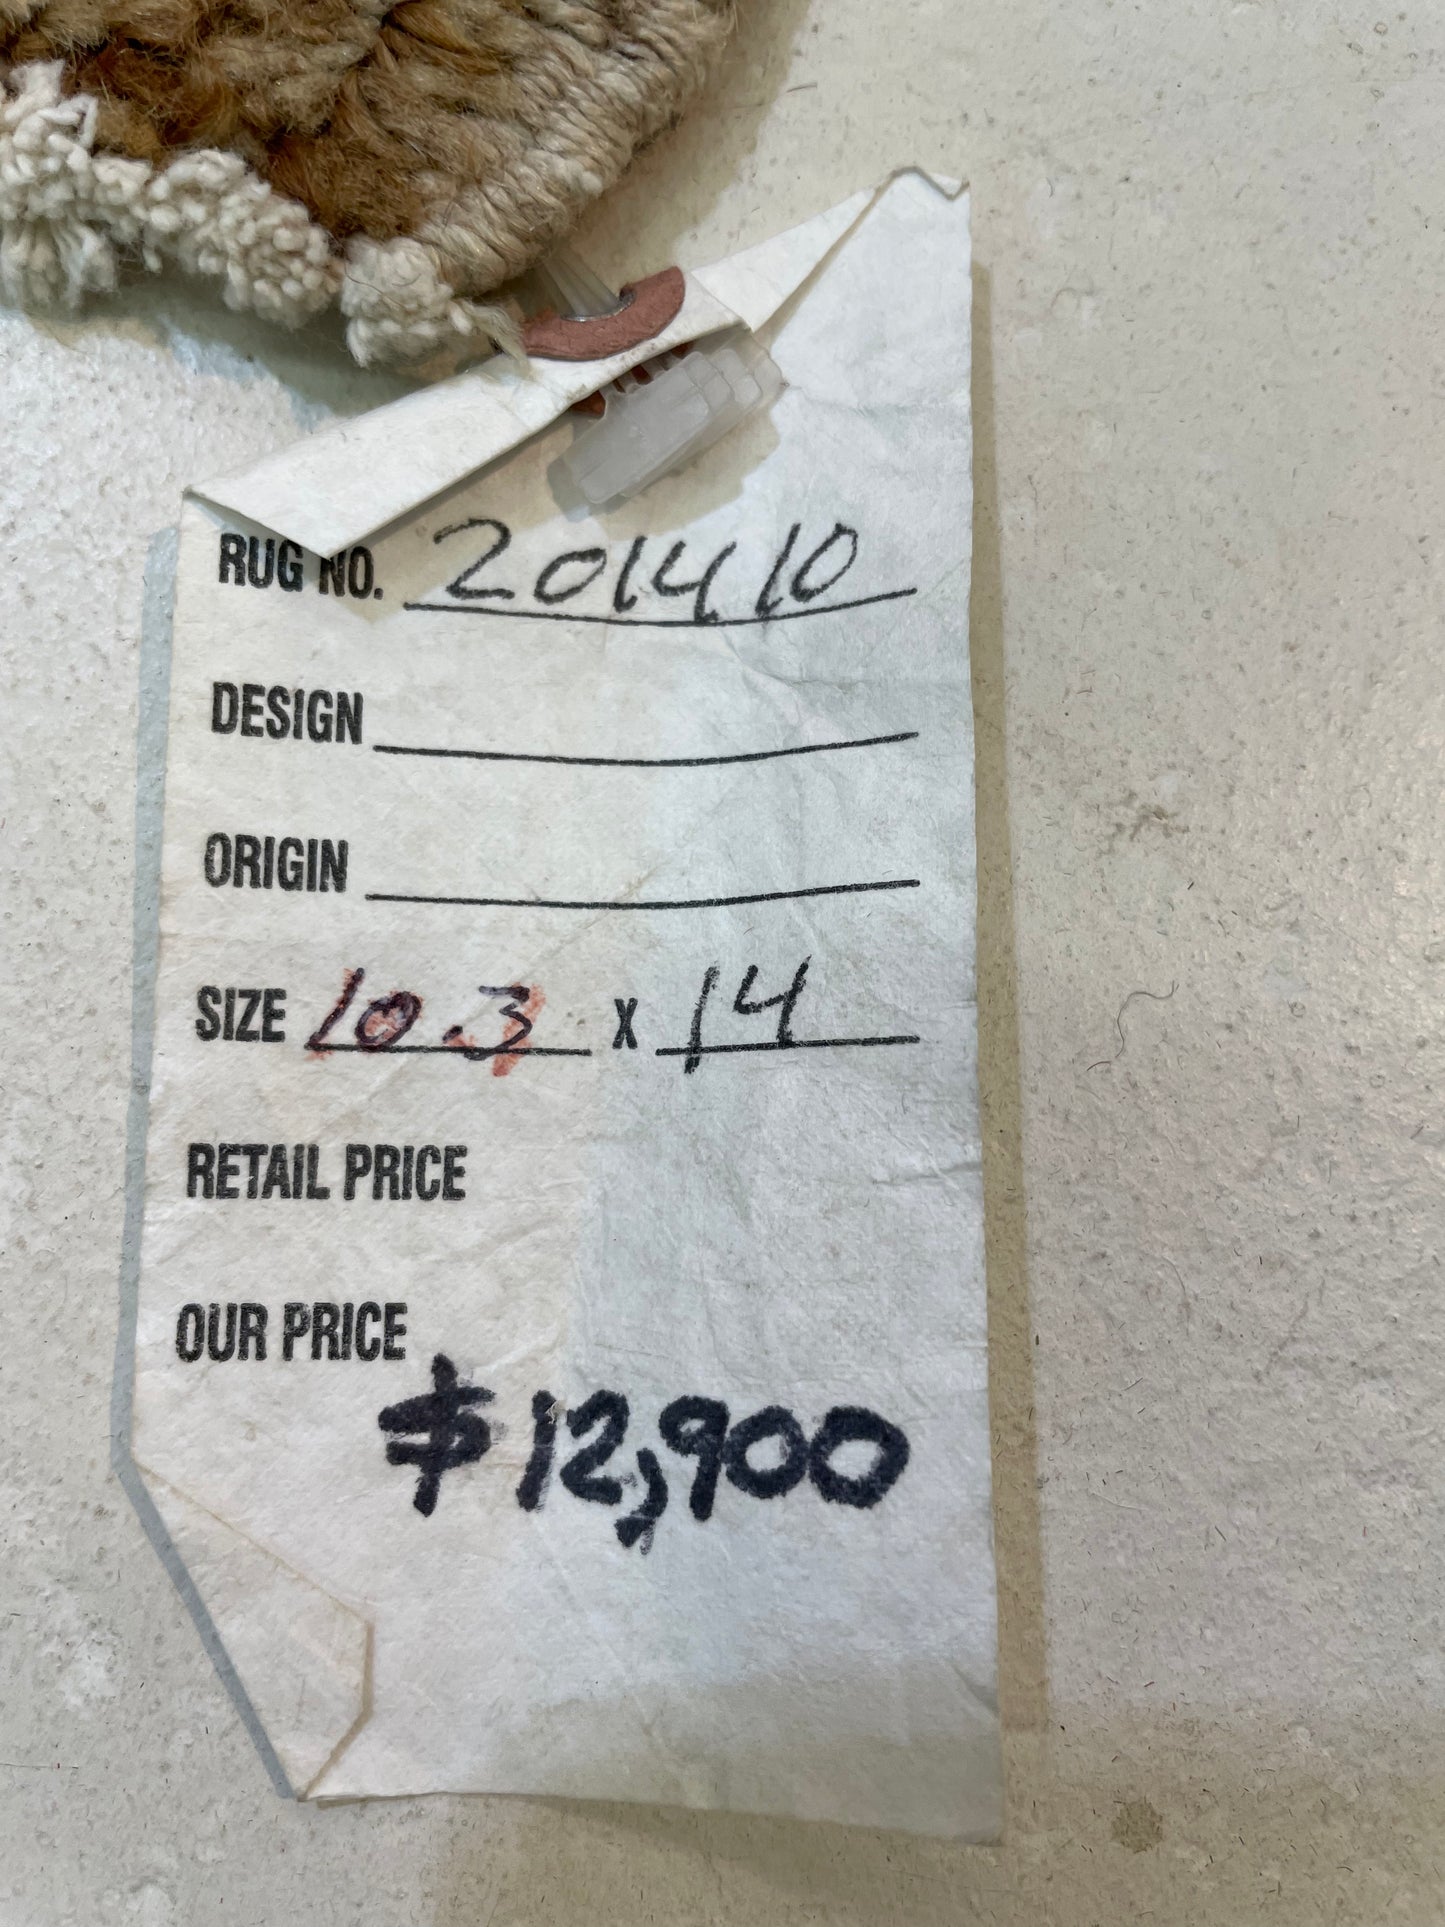 RUG NO. 201410
DESIGN
ORIGIN
SIZE 10.3 X 14
RETAIL PRICE
OUR PRICE
$12,900